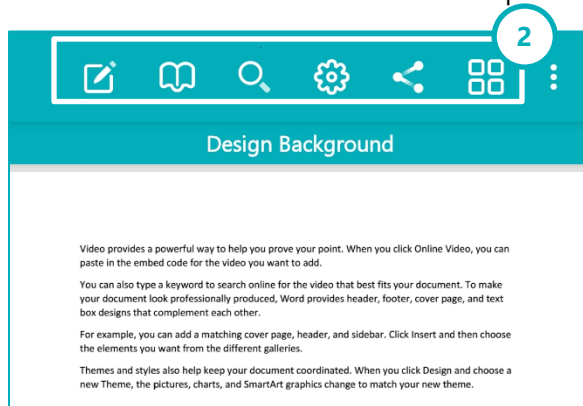 2
Design Background
Video provides a powerful way to help you prove your point. When you click Online Video, you can
paste in the embed code for the video you want to add.
You can also type a keyword to search online for the video that best fits your document. To make
your document look professionally produced, Word provides header, footer, cover page, and text
box designs that complement each other.
For example, you can add a matching cover page, header, and sidebar. Click Insert and then choose
the elements you want from the different galleries.
Themes and styles also help keep your document coordinated. When you click Design and choose a
new Theme, the pictures, charts, and SmartArt graphics change to match your new theme.